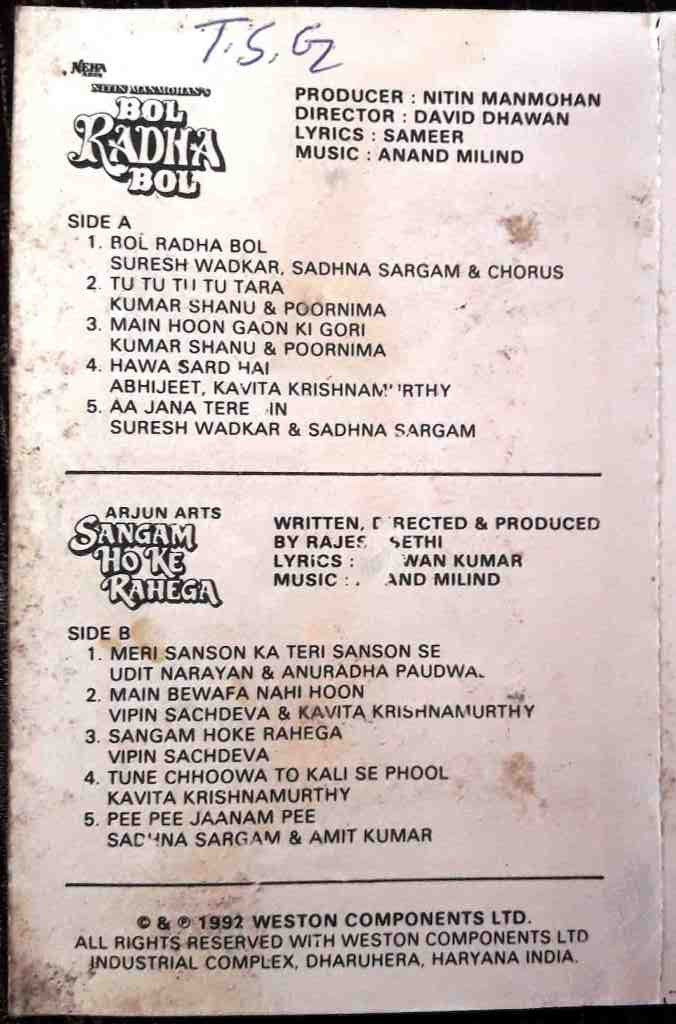 T.S.G
NEHA
ARTS
NITIN MANMOHAN'S
BOL
RADHA
BOL
PRODUCER : NITIN MANMOHAN
DIRECTOR : DAVID DHAWAN
LYRICS : SAMEER
MUSIC : ANAND MILIND
SIDE A
1. BOL RADHA BOL
SURESH WADKAR, SADHNA SARGAM & CHORUS
2. TU TU TU TU TARA
KUMAR SHANU & POORNIMA
3. MAIN HOON GAON KI GORI
KUMAR SHANU & POORNIMA
4. HAWA SARD HAI
ABHIJEET, KAVITA KRISHNAMURTHY
5. AA JANA TERE
SURESH WADKAR & SADHNA SARGAM
ARJUN ARTS
SANGAM
HO KE
RAHEGA
WRITTEN, DIRECTED & PRODUCED
BY RAJESH SETHI
LYRICS : KUMAR
MUSIC : ANAND MILIND
SIDE B
1. MERI SANSON KA TERI SANSON SE
UDIT NARAYAN & ANURADHA PAUDWAL
2. MAIN BEWAFA NAHI HOON
VIPIN SACHDEVA & KAVITA KRISHNAMURTHY
3. SANGAM HOKE RAHEGA
VIPIN SACHDEVA
4. TUNE CHHOOWA TO KALI SE PHOOL
KAVITA KRISHNAMURTHY
5. PEE PEE JAANAM PEE
SADHNA SARGAM & AMIT KUMAR
© & ℗ 1992 WESTON COMPONENTS LTD.
ALL RIGHTS RESERVED WITH WESTON COMPONENTS LTD
INDUSTRIAL COMPLEX, DHARUHERA, HARYANA INDIA.